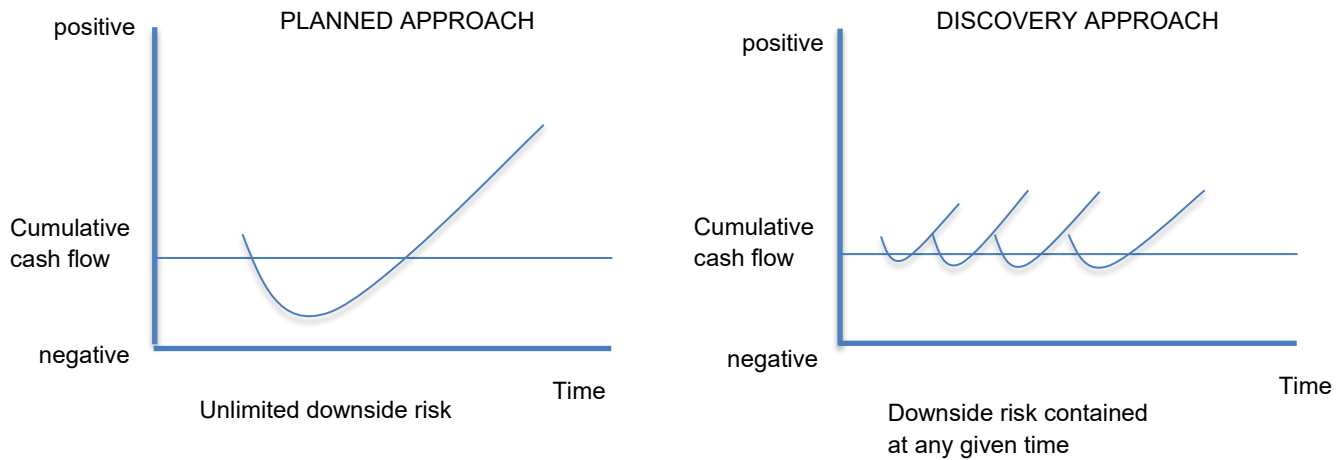 PLANNED APPROACH
positive
Cumulative
cash flow
negative
Time
Unlimited downside risk
DISCOVERY APPROACH
positive
Cumulative
cash flow
negative
Time
Downside risk contained
at any given time